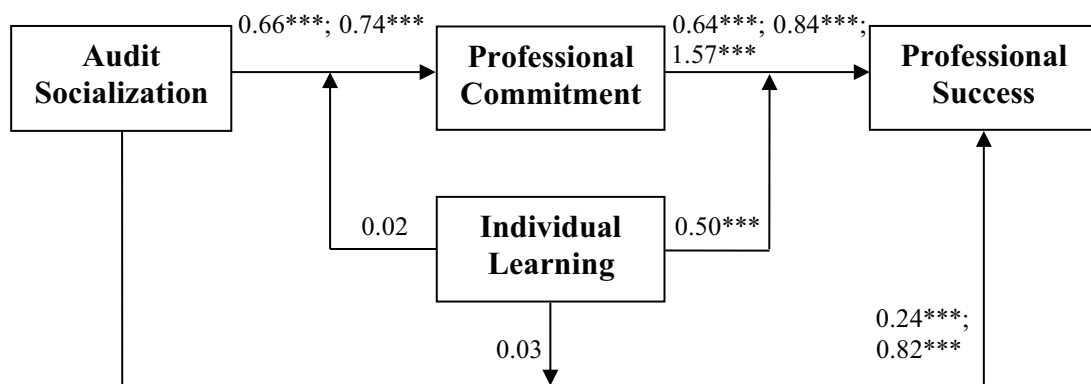 0.66***; 0.74***
0.64***; 0.84***;
1.57***
Audit
Socialization
Professional
Commitment
Professional
Success
0.02
Individual
Learning
0.50***
0.03
0.24***;
0.82***